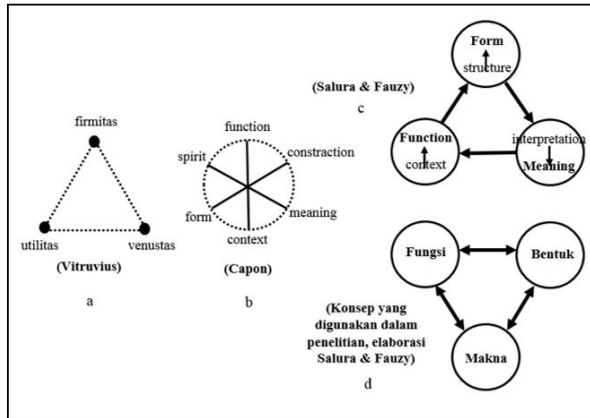 firmitas
utilitas
venustas
(Vitruvius)
a
function
spirit
constraction
form
meaning
context
(Capon)
b
(Salura & Fauzy)
c
Form
structure
Function
context
interpretation
Meaning
Fungsi
Bentuk
Makna
(Konsep yang
digunakan dalam
penelitian, elaborasi
Salura & Fauzy)
d